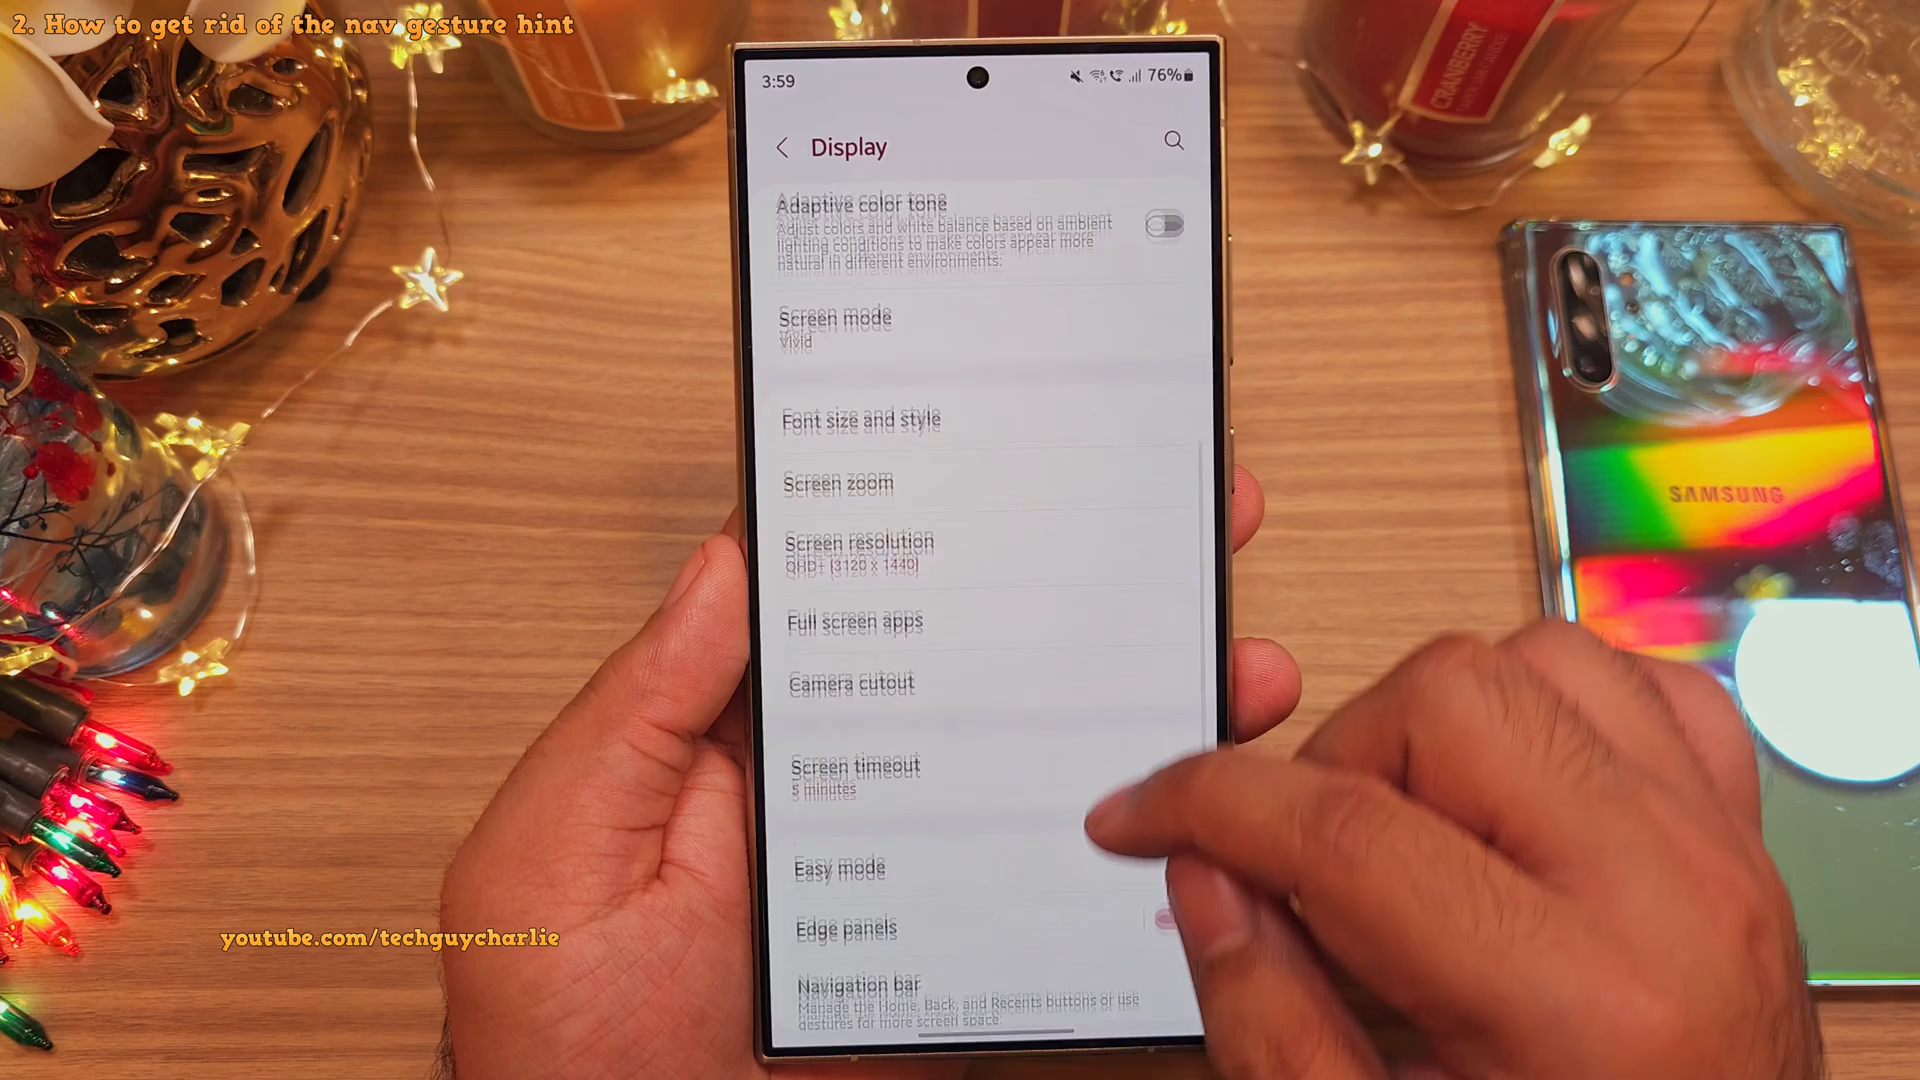 2. How to get rid of the nav gesture hint
3:59
76%
Display
Adaptive color tone
Adjust colors and white balance based on ambient
lighting conditions to make colors appear more
natural in different environments.
Screen mode
Vivid
Font size and style
Screen zoom
Screen resolution
QHD+ (3120 x 1440)
Full screen apps
Camera cutout
Screen timeout
5 minutes
Easy mode
Edge panels
Navigation bar
Manage the Home, Back, and Recents buttons or use
gestures for more screen space.
CRANBERRY
SAMSUNG
youtube.com/techguycharlie